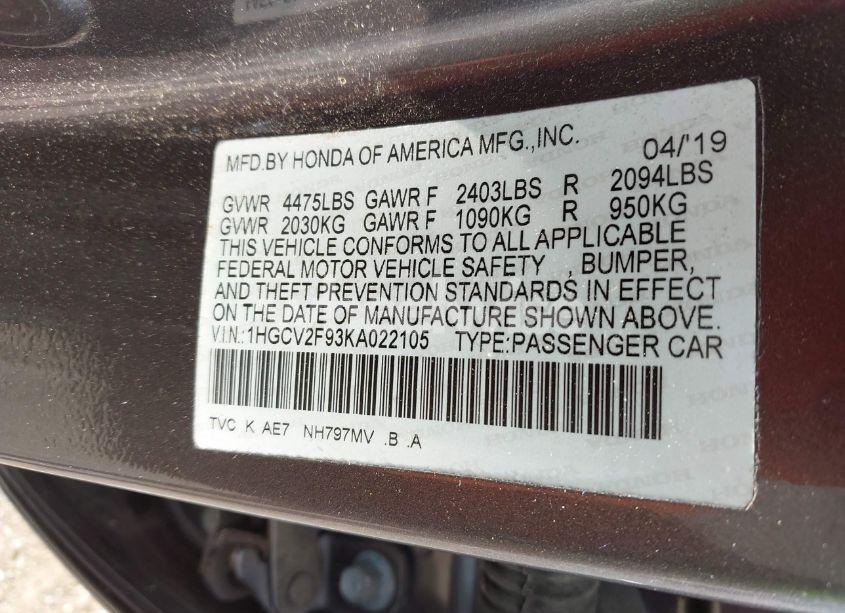 MFD.BY HONDA OF AMERICA MFG.,INC. 04/'19
GVWR 4475LBS GAWR F 2403LBS R 2094LBS
GVWR 2030KG GAWR F 1090KG R 950KG
THIS VEHICLE CONFORMS TO ALL APPLICABLE
FEDERAL MOTOR VEHICLE SAFETY , BUMPER,
AND THEFT PREVENTION STANDARDS IN EFFECT
ON THE DATE OF MANUFACTURE SHOWN ABOVE.
V.I.N.:1HGCV2F93KA022105 TYPE:PASSENGER CAR
TVC K AE7 NH797MV .B .A